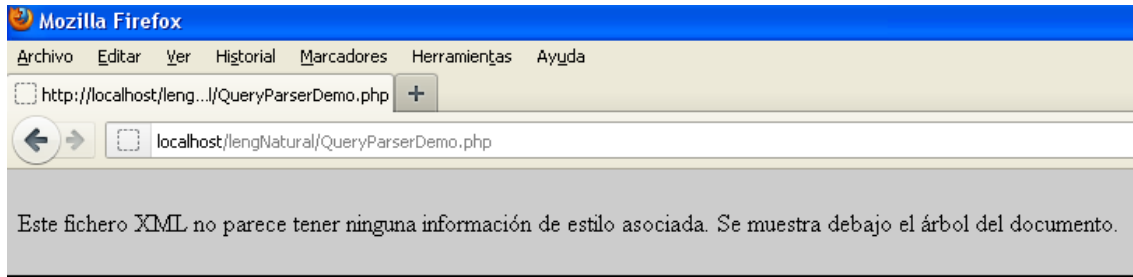 Mozilla Firefox
Archivo Editar Ver Historial Marcadores Herramientas Ayuda
http://localhost/leng...l/QueryParserDemo.php +
localhost/lengNatural/QueryParserDemo.php
Este fichero XML no parece tener ninguna información de estilo asociada. Se muestra debajo el árbol del documento.